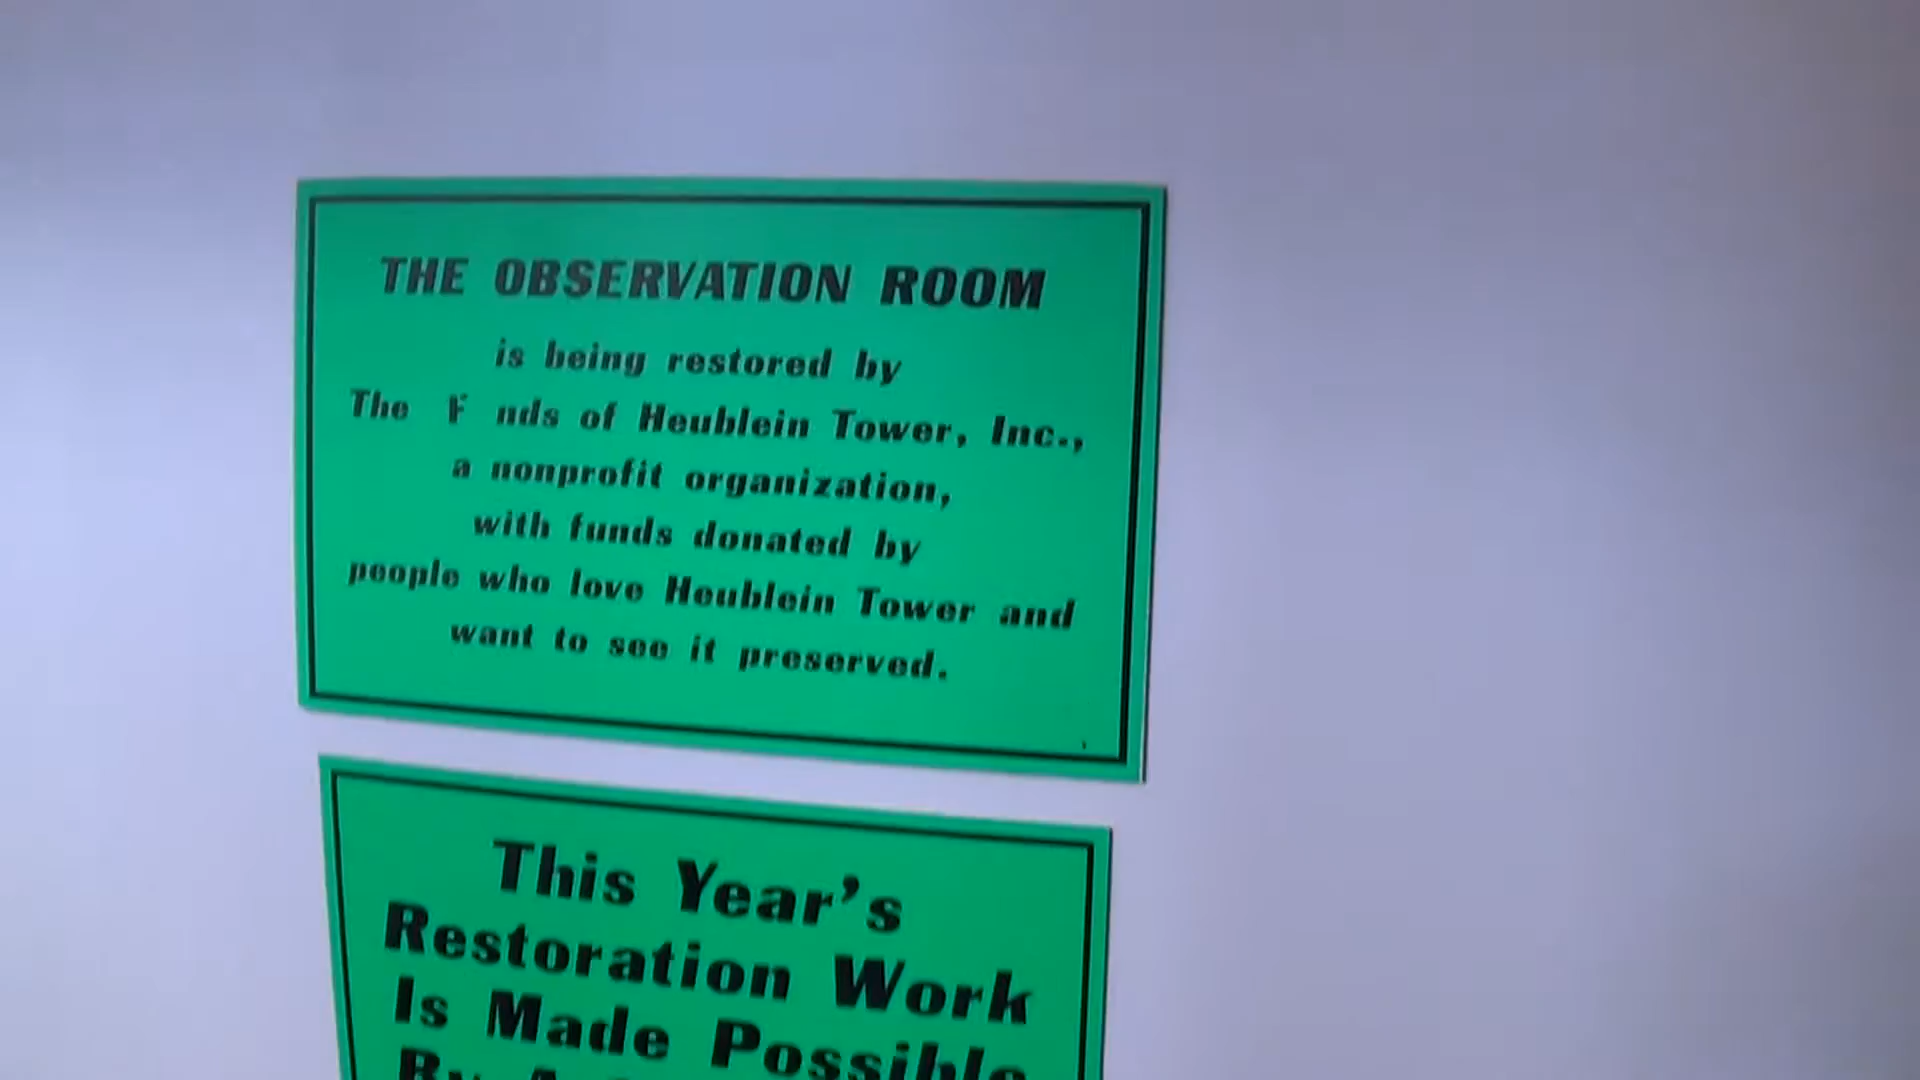 THE OBSERVATION ROOM
is being restored by
The F nds of Heublein Tower, Inc.,
a nonprofit organization,
with funds donated by
people who love Heublein Tower and
want to see it preserved.
This Year's
Restoration Work
Is Made Possible
By